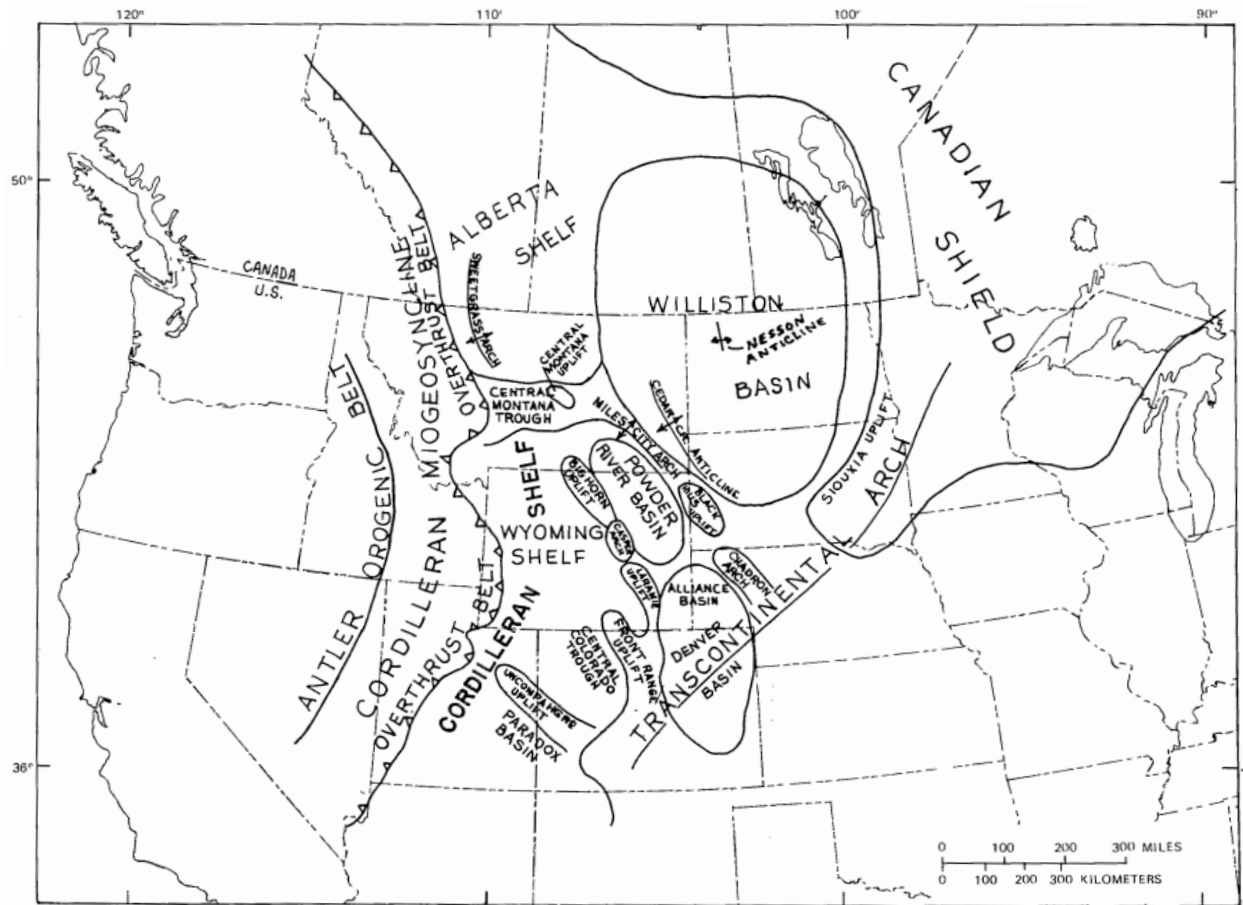 120°
110°
100°
90°
50°
36°
CANADIAN
SHIELD
ALBERTA
SHELF
CANADA
U.S.
SWEETGRASS ARCH
CENTRAL
MONTANA
UPLIFT
WILLISTON
BASIN
NESSON
ANTICLINE
MIOGEOSYNCLINE
OVERTHRUST BELT
CENTRAL
MONTANA
TROUGH
CEDAR CR. ANTICLINE
MILES CITY ARCH
ANTLER OROGENIC BELT
CORDILLERAN
SHELF
BIG HORN
UPLIFT
POWDER
RIVER BASIN
BLACK
HILLS
UPLIFT
SIOUXIA UPLIFT
ARCH
WYOMING
SHELF
CASPER
ARCH
LARAMIE
UPLIFT
CHADRON
ARCH
ALLIANCE
BASIN
OVERTHRUST BELT
CORDILLERAN
CENTRAL
COLORADO
TROUGH
FRONT RANGE
UPLIFT
DENVER
BASIN
TRANSCONTINENTAL
UNCOMPAHGRE
UPLIFT
PARADOX
BASIN
0 100 200 300 MILES
0 100 200 300 KILOMETERS